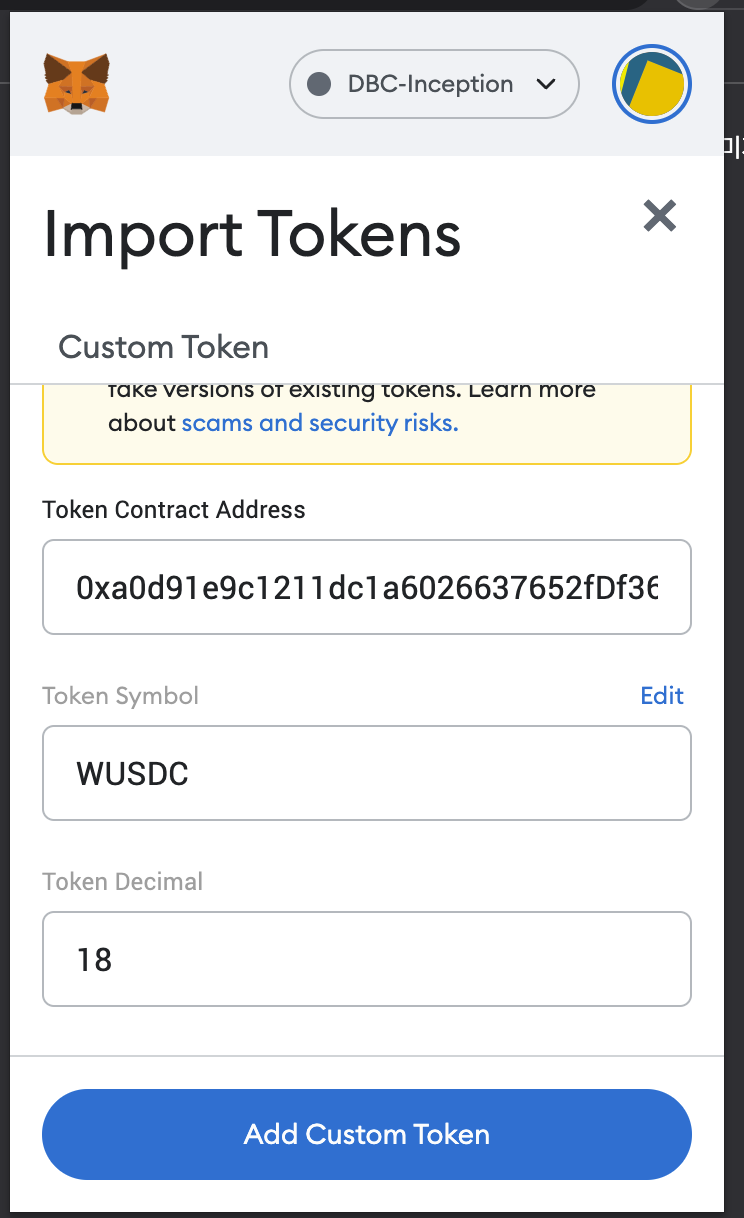 DBC-Inception
Import Tokens
Custom Token
fake versions of existing tokens. Learn more
about scams and security risks.
Token Contract Address
0xa0d91e9c1211dc1a6026637652fDf36
Token Symbol
Edit
WUSDC
Token Decimal
18
Add Custom Token